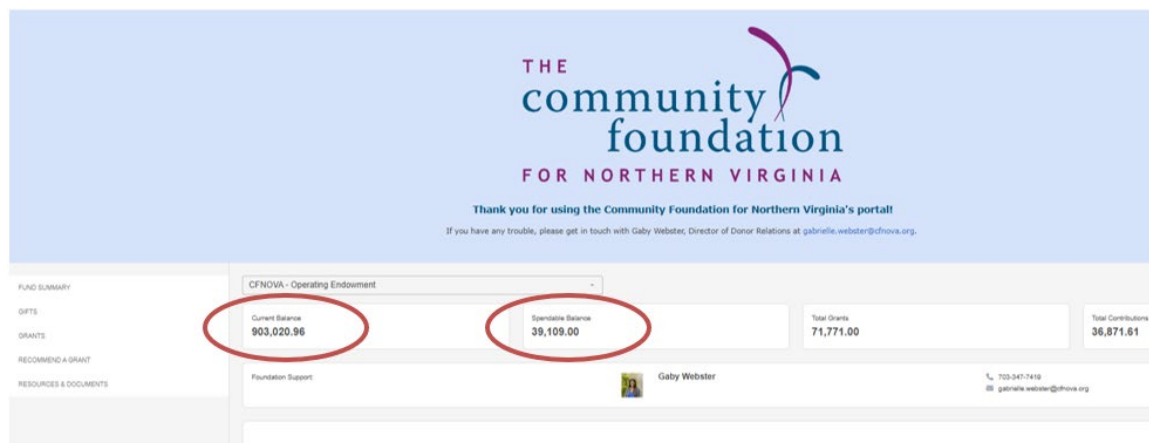 THE
community
foundation
FOR NORTHERN VIRGINIA
Thank you for using the Community Foundation for Northern Virginia's portal!
If you have any trouble, please get in touch with Gaby Webster, Director of Donor Relations at gabrielle.webster@cfnova.org.
FUND SUMMARY
GIFTS
GRANTS
RECOMMEND A GRANT
RESOURCES & DOCUMENTS
CFNOVA - Operating Endowment
Current Balance
903,020.96
Spendable Balance
39,109.00
Total Grants
71,771.00
Total Contributions
36,871.61
Foundation Support:
Gaby Webster
703-347-7419
gabrielle.webster@cfnova.org